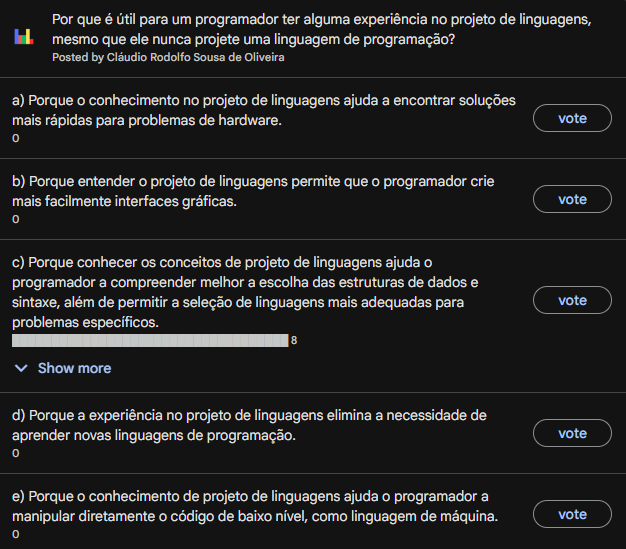 Por que é útil para um programador ter alguma experiência no projeto de linguagens,
mesmo que ele nunca projete uma linguagem de programação?
Posted by Cláudio Rodolfo Sousa de Oliveira
a) Porque o conhecimento no projeto de linguagens ajuda a encontrar soluções
mais rápidas para problemas de hardware.
vote
0
b) Porque entender o projeto de linguagens permite que o programador crie
mais facilmente interfaces gráficas.
vote
0
c) Porque conhecer os conceitos de projeto de linguagens ajuda o
programador a compreender melhor a escolha das estruturas de dados e
sintaxe, além de permitir a seleção de linguagens mais adequadas para
problemas específicos.
vote
8
Show more
d) Porque a experiência no projeto de linguagens elimina a necessidade de
aprender novas linguagens de programação.
vote
0
e) Porque o conhecimento de projeto de linguagens ajuda o programador a
manipular diretamente o código de baixo nível, como linguagem de máquina.
vote
0